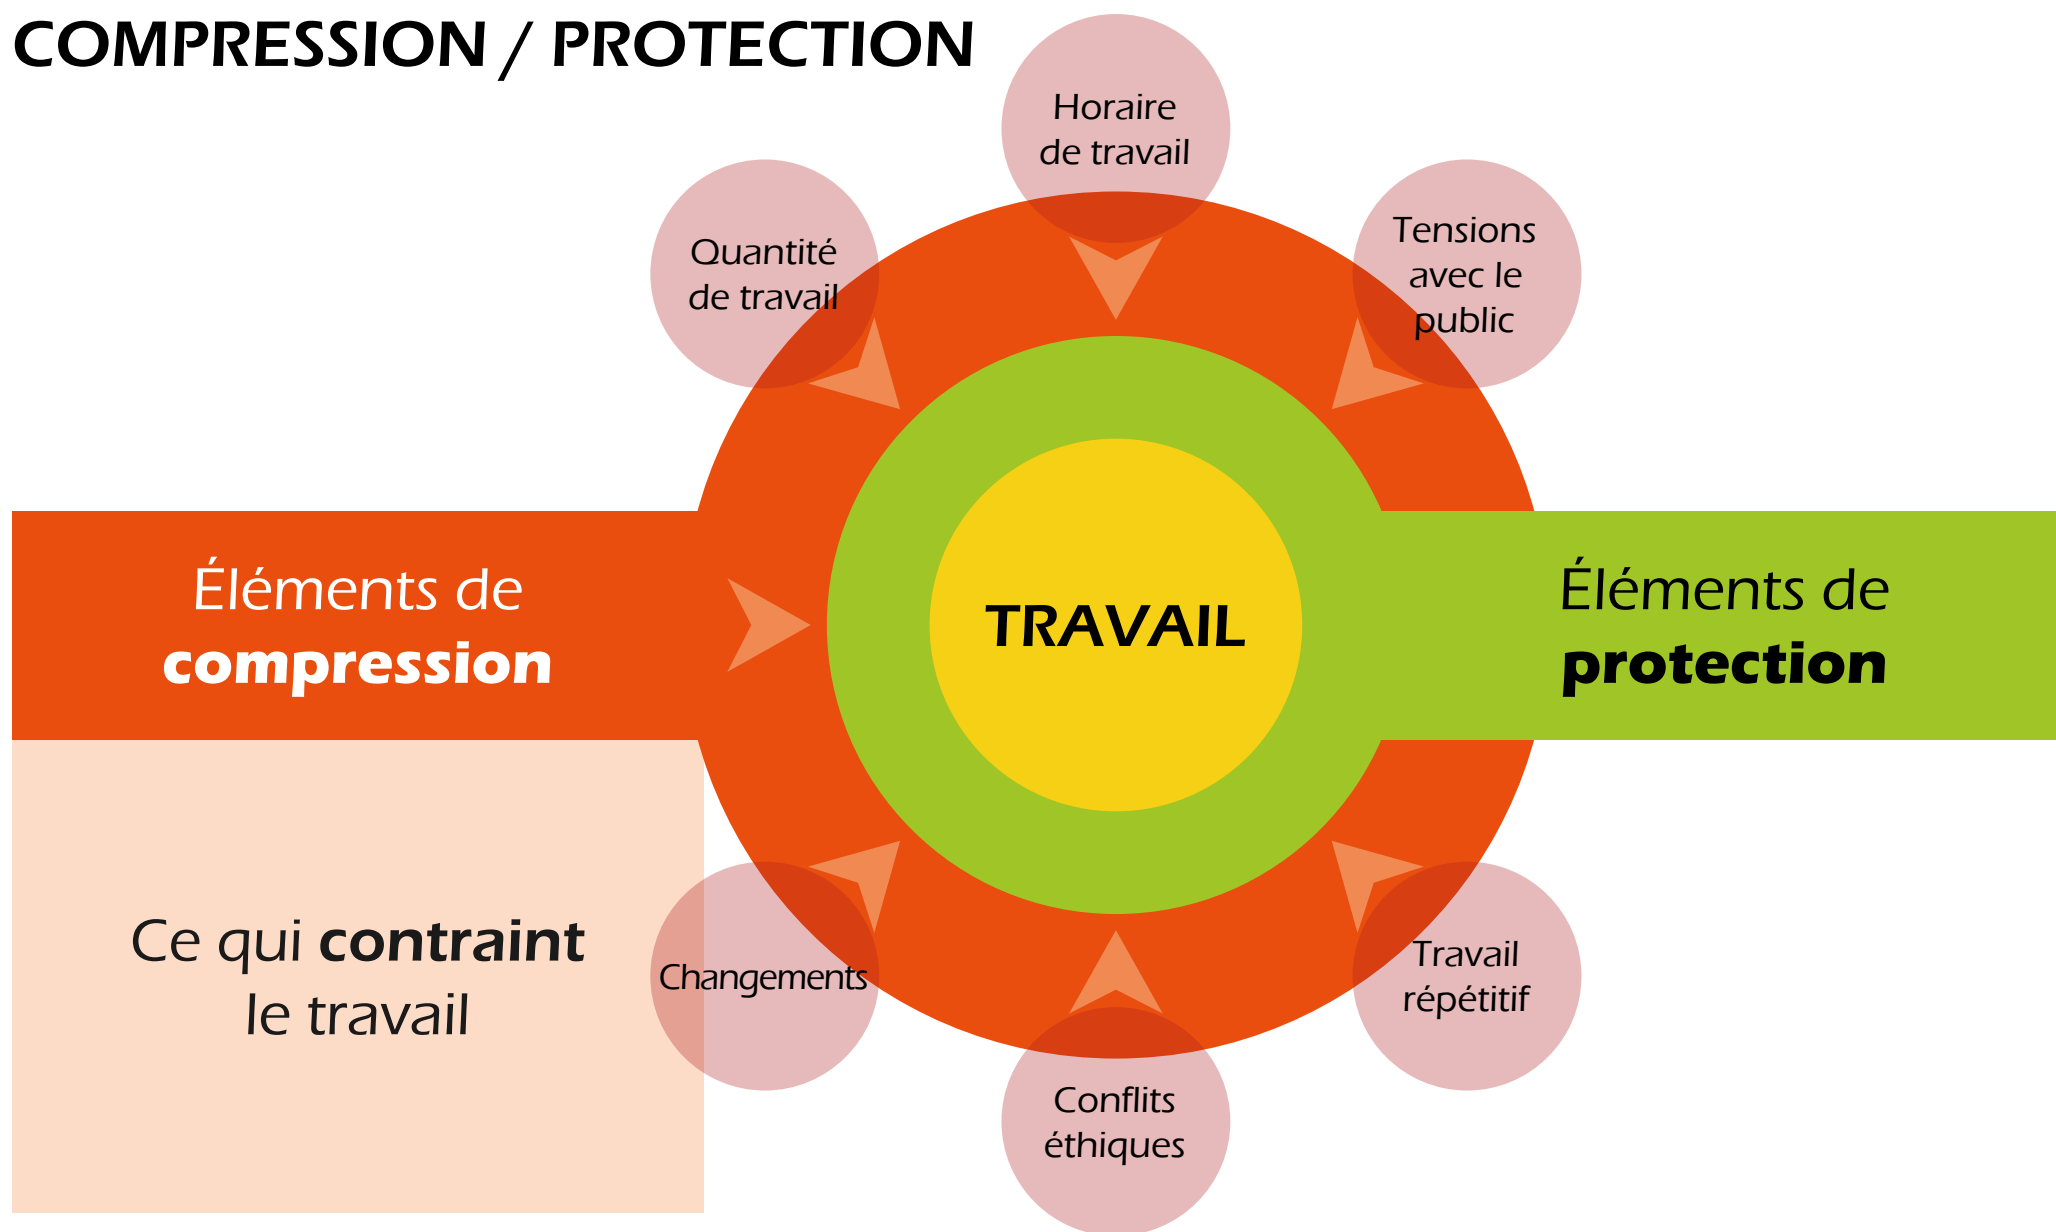 COMPRESSION / PROTECTION
Horaire
de travail
Quantité
de travail
Tensions
avec le
public
Éléments de
compression
TRAVAIL
Éléments de
protection
Ce qui contraint
le travail
Changements
Travail
répétitif
Conflits
éthiques